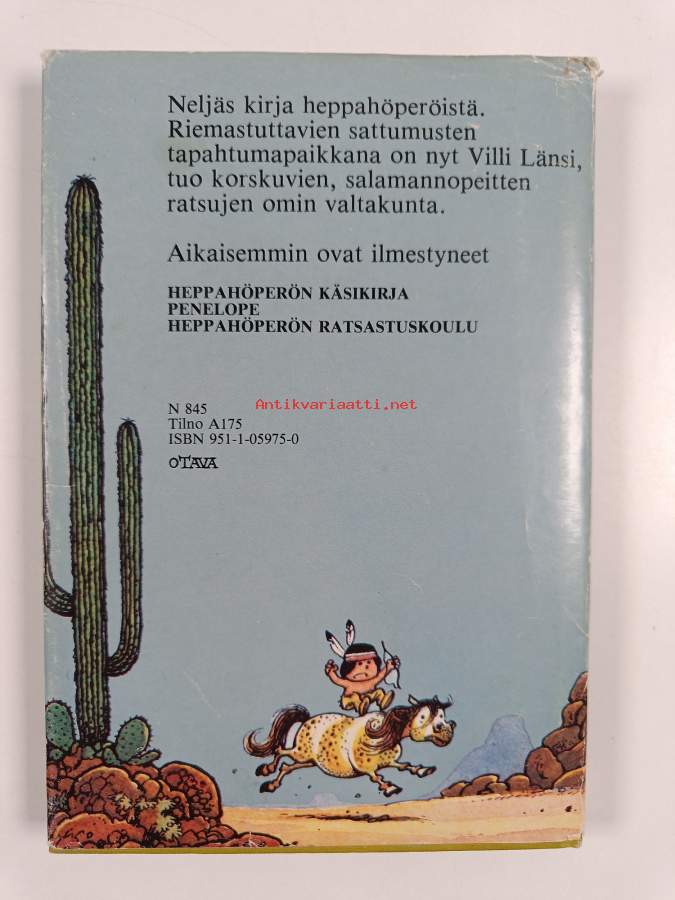 Neljäs kirja heppahöperöistä.
Riemastuttavien sattumusten
tapahtumapaikkana on nyt Villi Länsi,
tuo korskuvien, salamannopeitten
ratsujen omin valtakunta.
Aikaisemmin ovat ilmestyneet
HEPPAHÖPERÖN KÄSIKIRJA
PENELOPE
HEPPAHÖPERÖN RATSASTUSKOULU
N 845
Antikvariaatti.net
Tilno A175
ISBN 951-1-05975-0
OTAVA